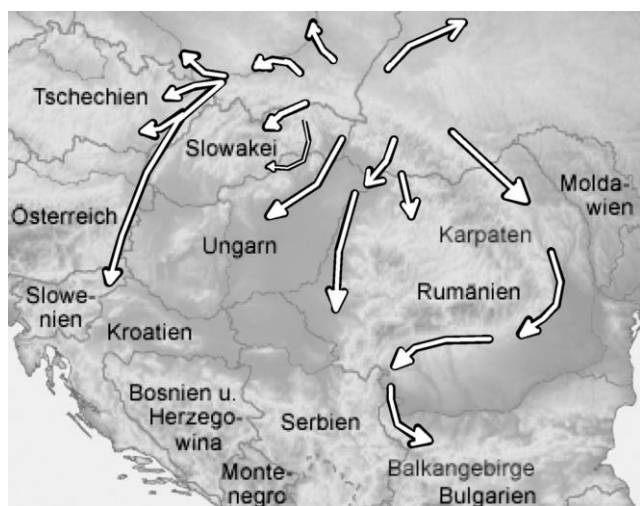 Tschechien
Slowakei
Molda-
wien
Österreich
Ungarn
Karpaten
Slowe-
nien
Rumänien
Kroatien
Bosnien u.
Herzego-
wina
Serbien
Monte-
negro
Balkangebirge
Bulgarien